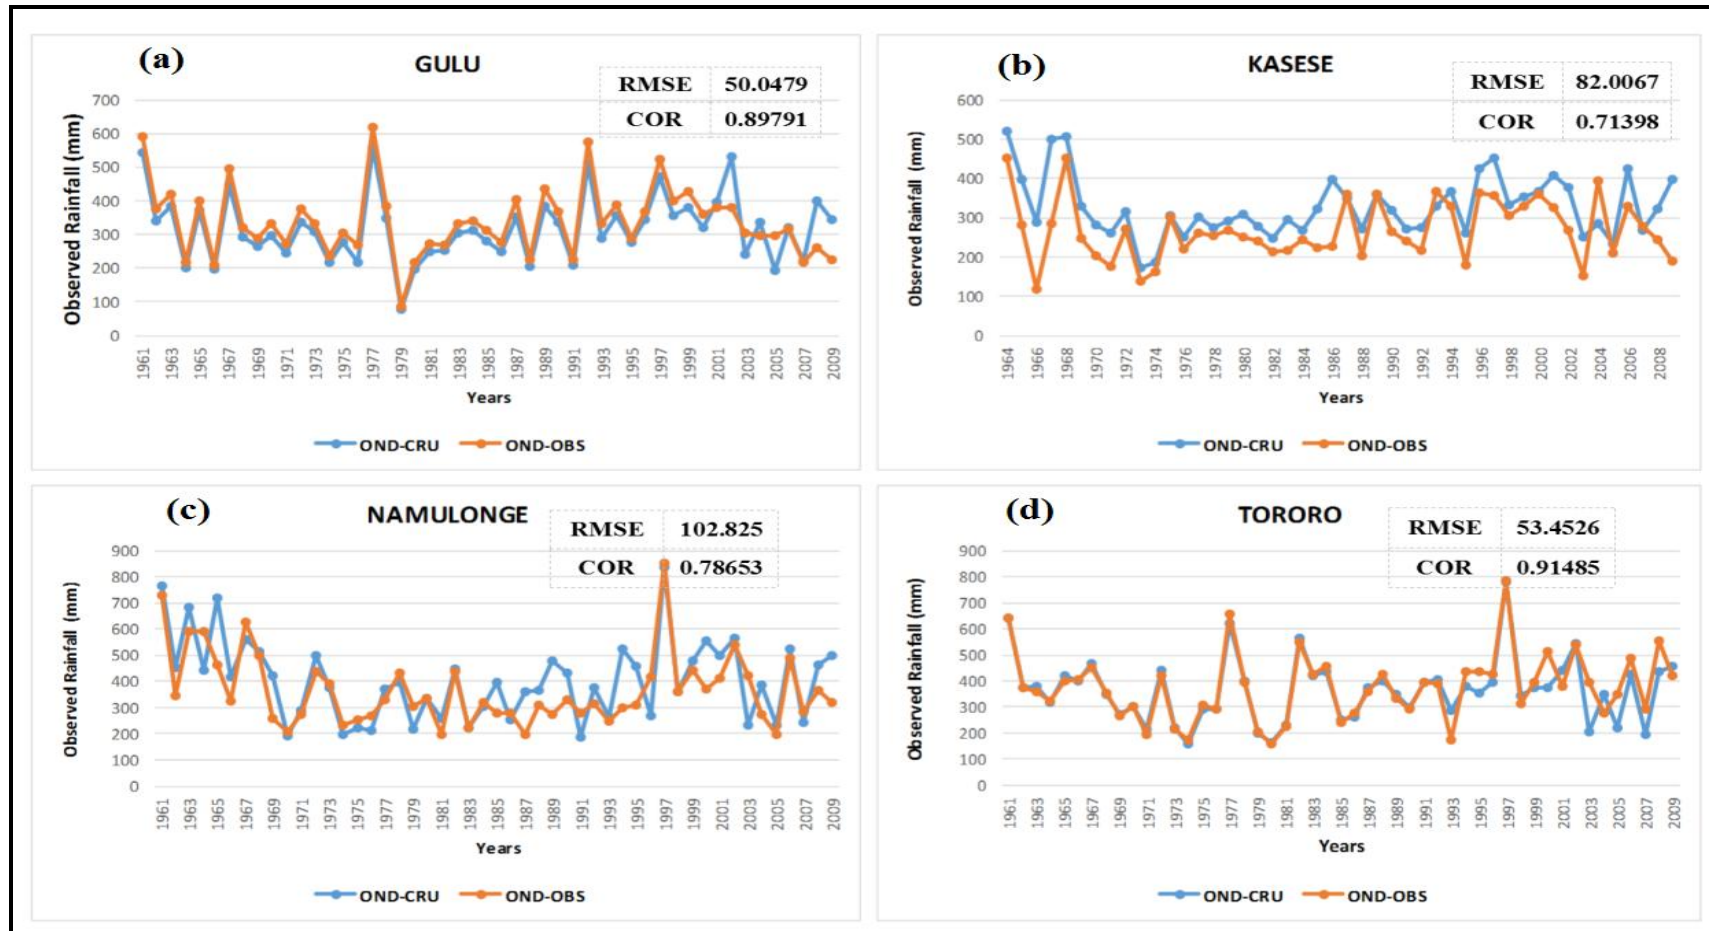 (a)
GULU
RMSE 50.0479
COR 0.89791
Observed Rainfall (mm)
700
600
500
400
300
200
100
0
1961 1963 1965 1967 1969 1971 1973 1975 1977 1979 1981 1983 1985 1987 1989 1991 1993 1995 1997 1999 2001 2003 2005 2007 2009
Years
OND-CRU OND-OBS
(b)
KASESE
RMSE 82.0067
COR 0.71398
Observed Rainfall (mm)
600
500
400
300
200
100
0
1964 1966 1968 1970 1972 1974 1976 1978 1980 1982 1984 1986 1988 1990 1992 1994 1996 1998 2000 2002 2004 2006 2008
Years
OND-CRU OND-OBS
(c)
NAMULONGE
RMSE 102.825
COR 0.78653
Observed Rainfall (mm)
900
800
700
600
500
400
300
200
100
0
1961 1963 1965 1967 1969 1971 1973 1975 1977 1979 1981 1983 1985 1987 1989 1991 1993 1995 1997 1999 2001 2003 2005 2007 2009
Years
OND-CRU OND-OBS
(d)
TORORO
RMSE 53.4526
COR 0.91485
Observed Rainfall (mm)
900
800
700
600
500
400
300
200
100
0
1961 1963 1965 1967 1969 1971 1973 1975 1977 1979 1981 1983 1985 1987 1989 1991 1993 1995 1997 1999 2001 2003 2005 2007 2009
Years
OND-CRU OND-OBS